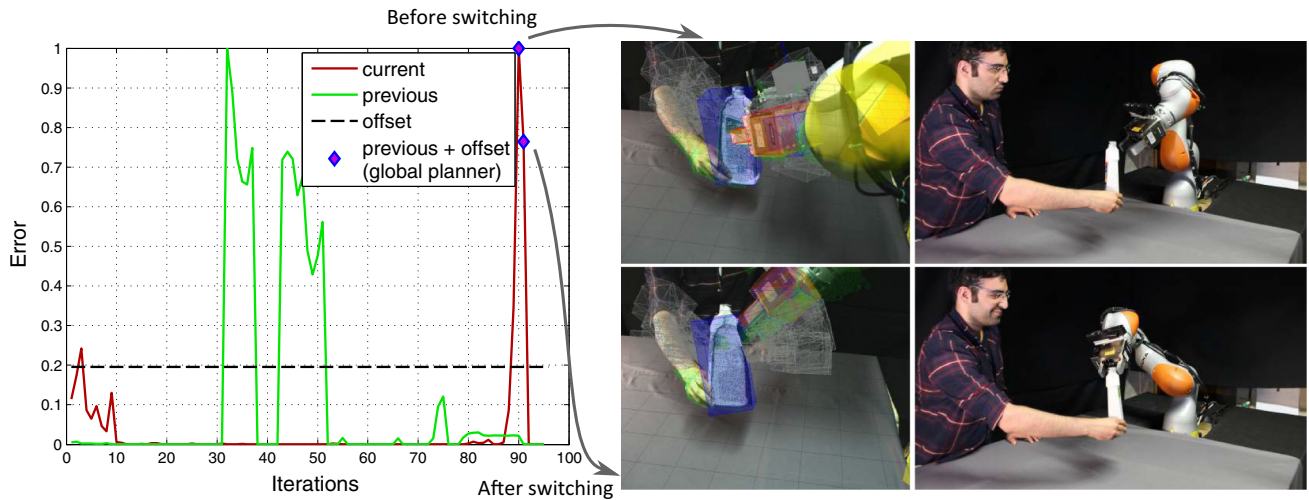 Before switching
1
0.9
0.8
0.7
0.6
0.5
0.4
0.3
0.2
0.1
0
Error
current
previous
offset
previous + offset
(global planner)
0 10 20 30 40 50 60 70 80 90 100
Iterations
After switching